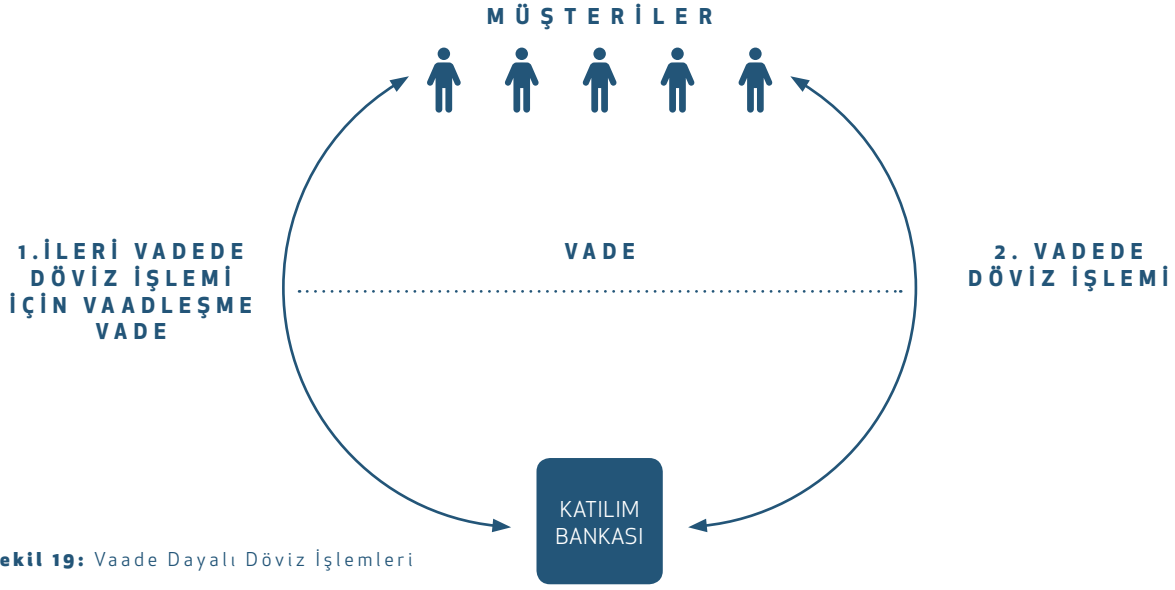 MÜŞTERİLER
1.İLERİ VADEDE
DÖVİZ İŞLEMİ
İÇİN VAADLEŞME
VADE
VADE
2. VADEDE
DÖVİZ İŞLEMİ
KATILIM
BANKASI
ekil 19: Vaade Dayalı Döviz İşlemleri